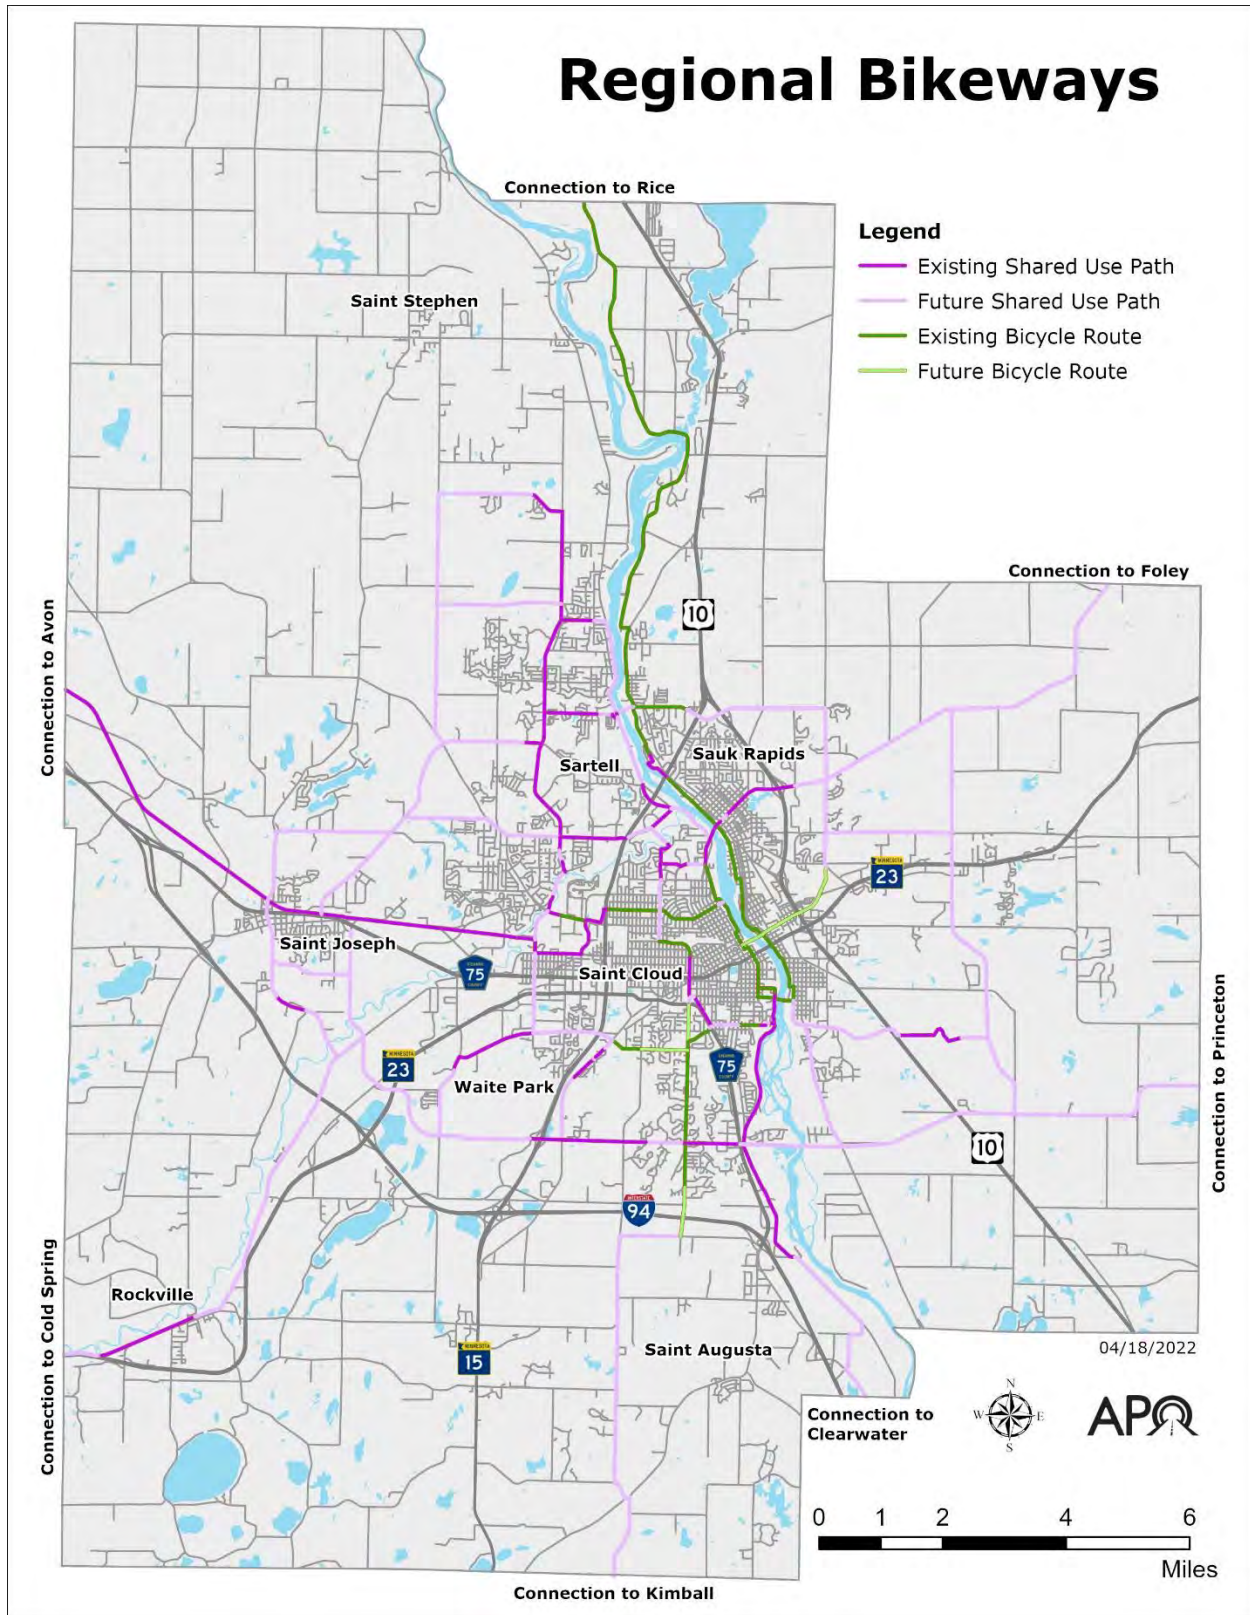 Regional Bikeways
Connection to Rice
Legend
Existing Shared Use Path
Future Shared Use Path
Existing Bicycle Route
Future Bicycle Route
Saint Stephen
Connection to Foley
10
Connection to Avon
Sauk Rapids
Sartell
MINNESOTA
23
Saint Joseph
75
Saint Cloud
Connection to Princeton
MINNESOTA
23
75
Waite Park
10
94
Connection to Cold Spring
Rockville
MINNESOTA
15
Saint Augusta
04/18/2022
N
W
E
S
APO
Connection to
Clearwater
0 1 2 4 6
Miles
Connection to Kimball